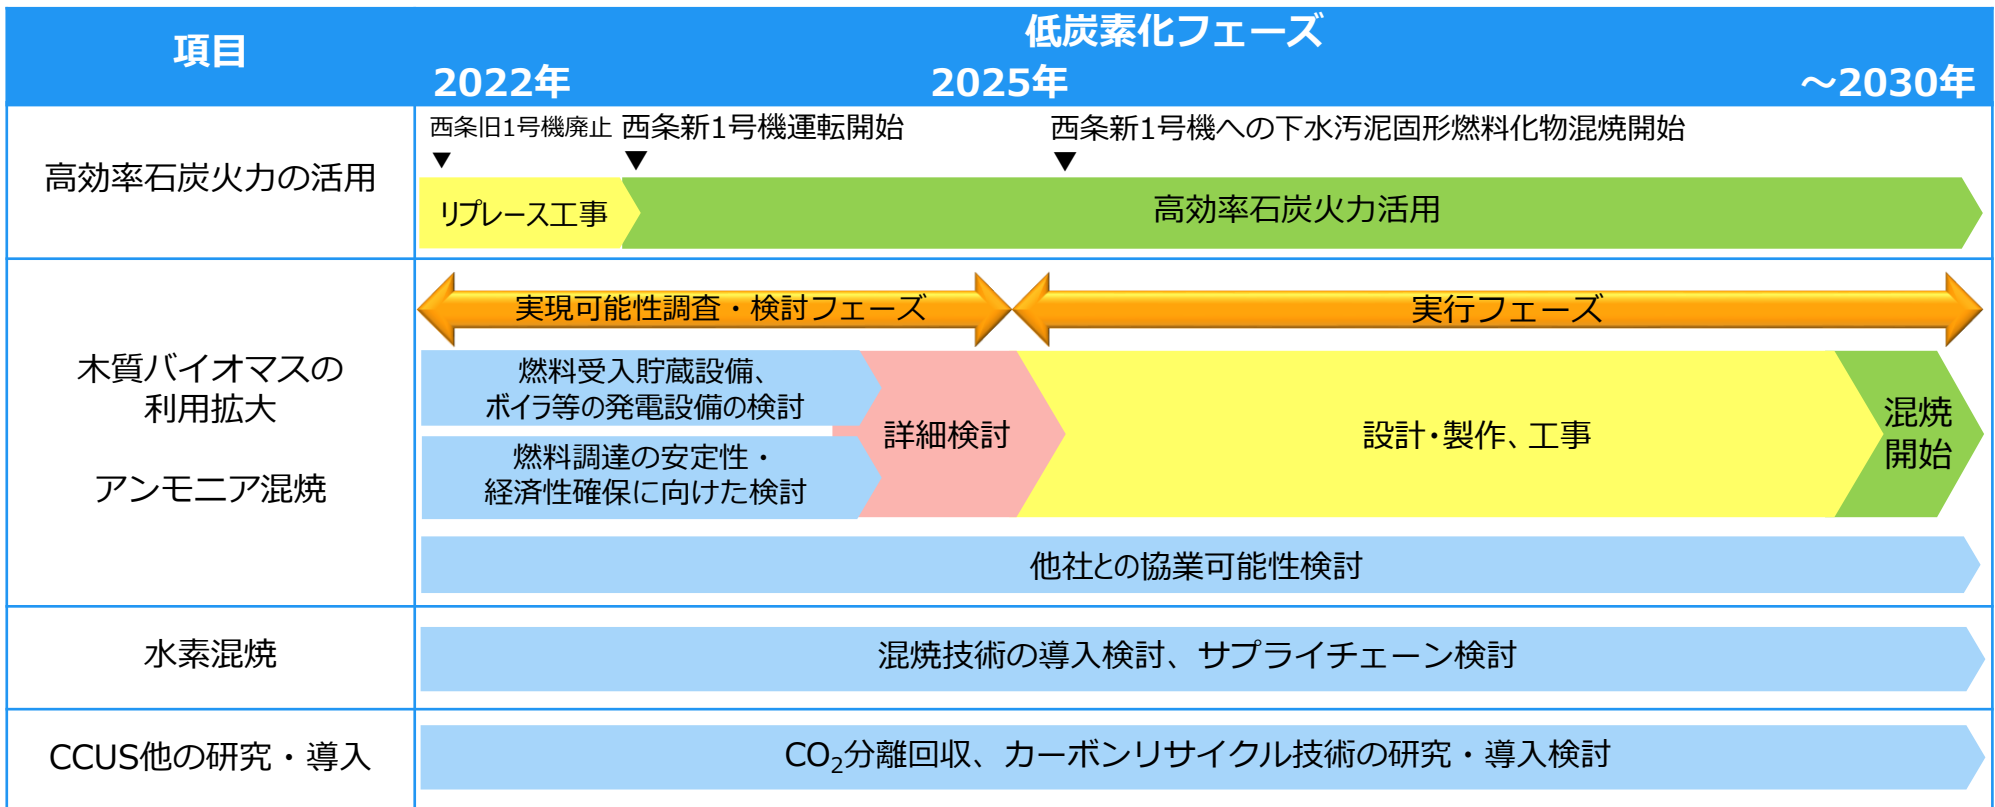 項目
低炭素化フェーズ
2022年
2025年
～2030年
高効率石炭火力の活用
西条旧1号機廃止
西条新1号機運転開始
西条新1号機への下水汚泥固形燃料化物混焼開始
▼
▼
▼
リプレース工事
高効率石炭火力活用
木質バイオマスの
利用拡大
アンモニア混焼
実現可能性調査・検討フェーズ
実行フェーズ
燃料受入貯蔵設備、
ボイラ等の発電設備の検討
燃料調達の安定性・
経済性確保に向けた検討
詳細検討
設計・製作、工事
混焼
開始
他社との協業可能性検討
水素混焼
混焼技術の導入検討、サプライチェーン検討
CCUS他の研究・導入
CO₂分離回収、カーボンリサイクル技術の研究・導入検討